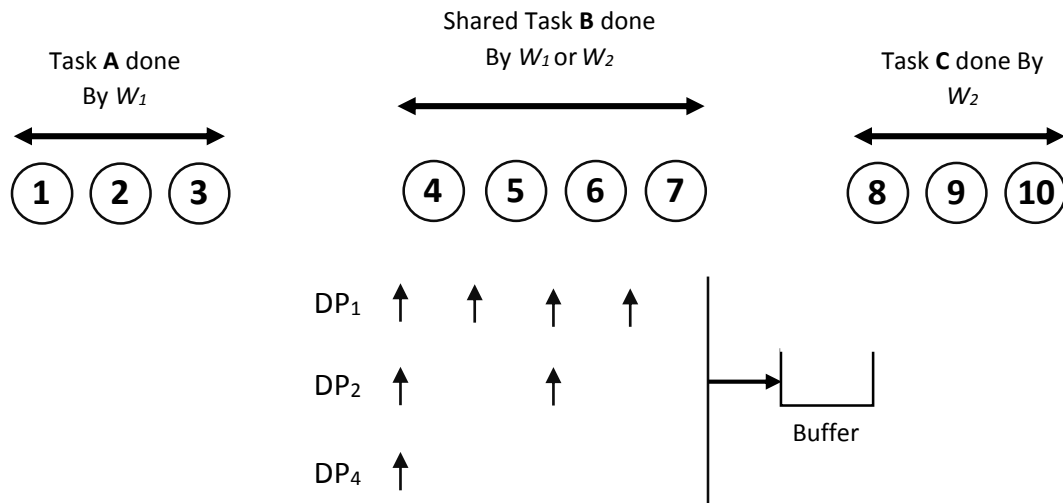 Task A done
By W1
Shared Task B done
By W1 or W2
Task C done By
W2
1 2 3 4 5 6 7 8 9 10
DP1
DP2
DP4
Buffer